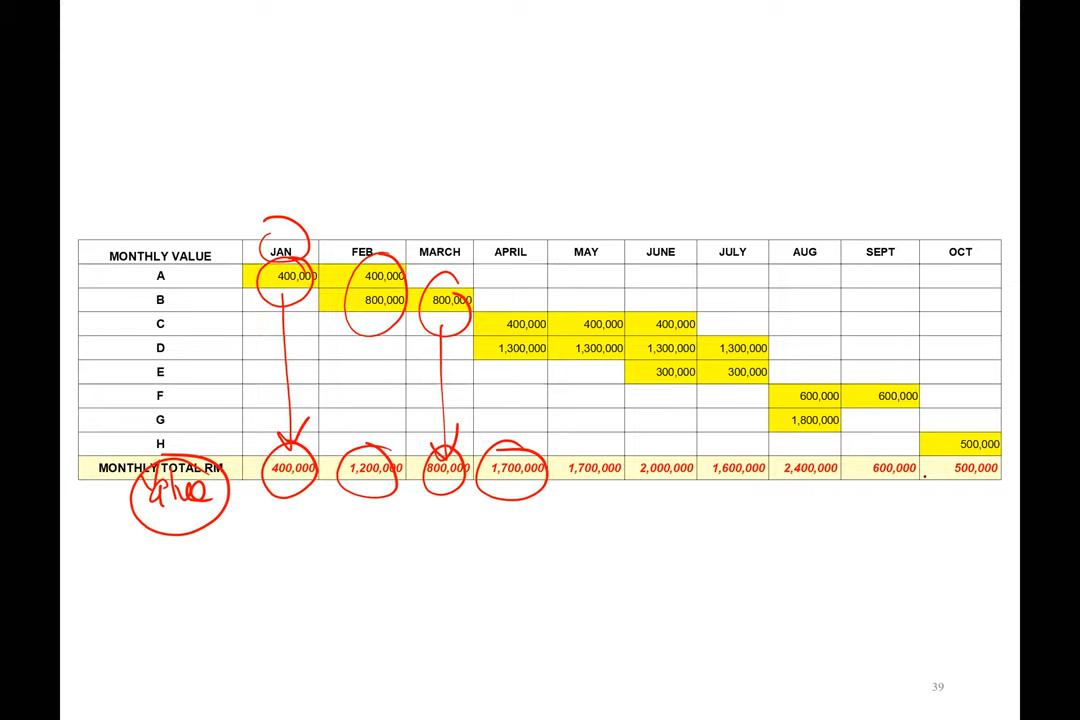 MONTHLY VALUE JAN FEB MARCH APRIL MAY JUNE JULY AUG SEPT OCT
A 400,000 400,000
B 800,000 800,000
C 400,000 400,000 400,000
D 1,300,000 1,300,000 1,300,000 1,300,000
E 300,000 300,000
F 600,000 600,000
G 1,800,000
H 500,000
MONTHLY TOTAL RM 400,000 1,200,000 800,000 1,700,000 1,700,000 2,000,000 1,600,000 2,400,000 600,000 500,000
39